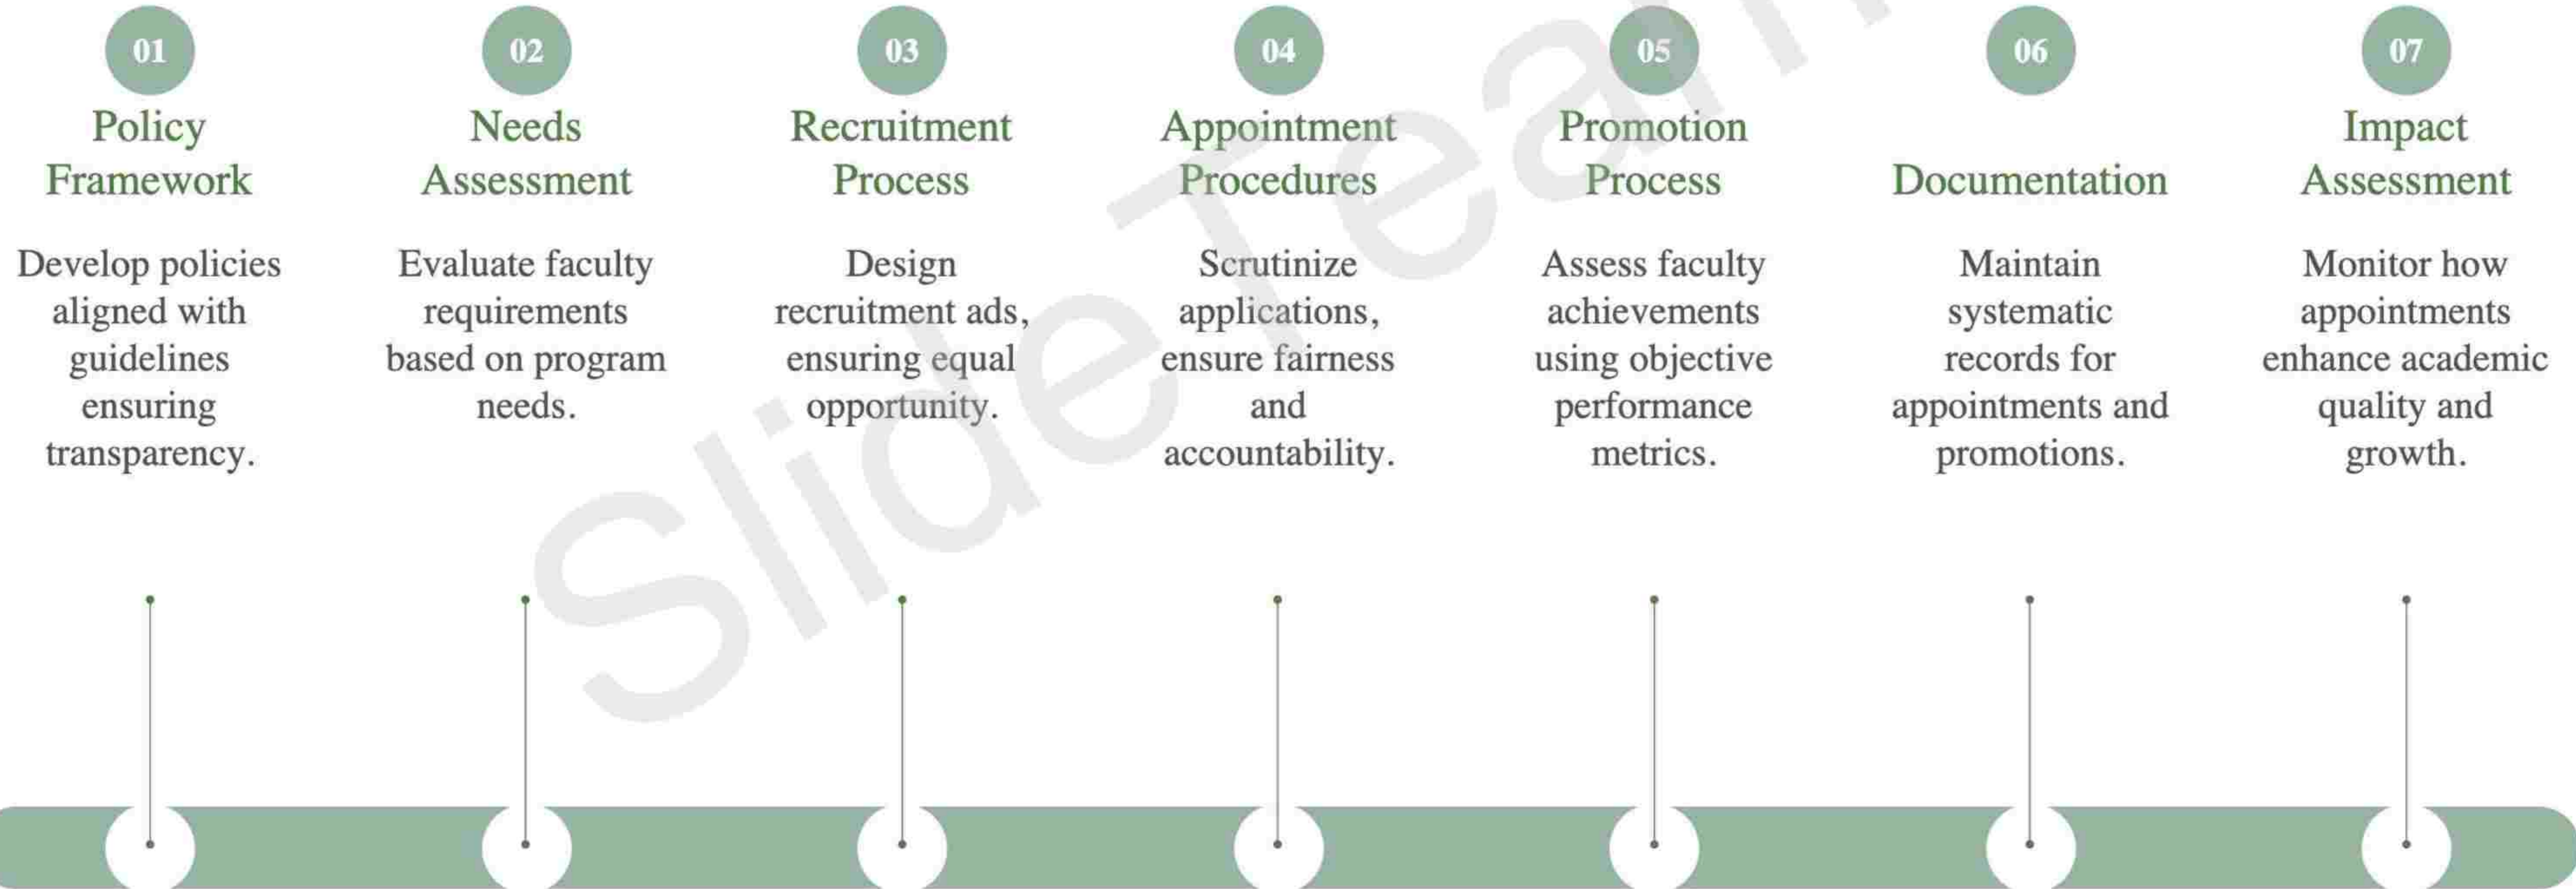 01
Policy
Framework
Develop policies
aligned with
guidelines
ensuring
transparency.
02
Needs
Assessment
Evaluate faculty
requirements
based on program
needs.
03
Recruitment
Process
Design
recruitment ads,
ensuring equal
opportunity.
04
Appointment
Procedures
Scrutinize
applications,
ensure fairness
and
accountability.
05
Promotion
Process
Assess faculty
achievements
using objective
performance
metrics.
06
Documentation
Maintain
systematic
records for
appointments and
promotions.
07
Impact
Assessment
Monitor how
appointments
enhance academic
quality and
growth.
SlideTeam